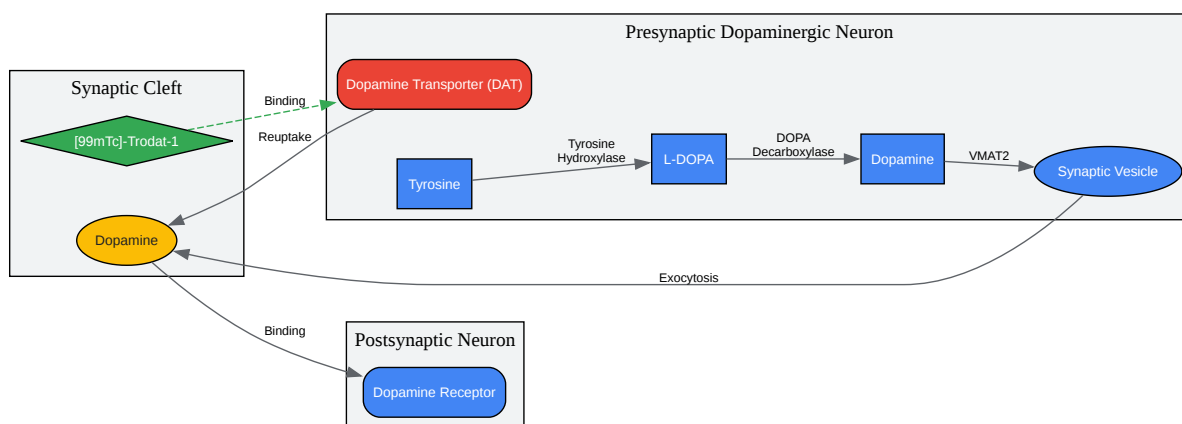 Presynaptic Dopaminergic Neuron
Synaptic Cleft
Dopamine Transporter (DAT)
Binding
[99mTc]-Trodat-1
Reuptake
Tyrosine
Hydroxylase
DOPA
Decarboxylase
VMAT2
Tyrosine
L-DOPA
Dopamine
Synaptic Vesicle
Dopamine
Exocytosis
Binding
Postsynaptic Neuron
Dopamine Receptor